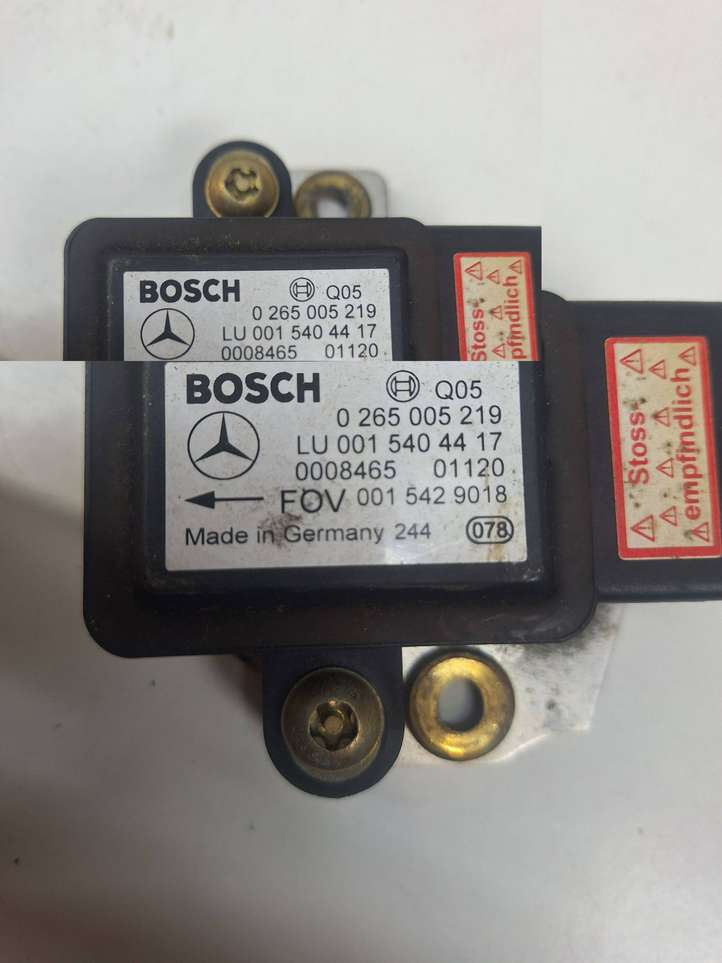 BOSCH Q05
0 265 005 219
LU 001 540 44 17
0008465 01120
Stoss-
empfindlich
BOSCH Q05
0 265 005 219
LU 001 540 44 17
0008465 01120
FOV 001 542 9018
Made in Germany 244 078
Stoss-
empfindlich